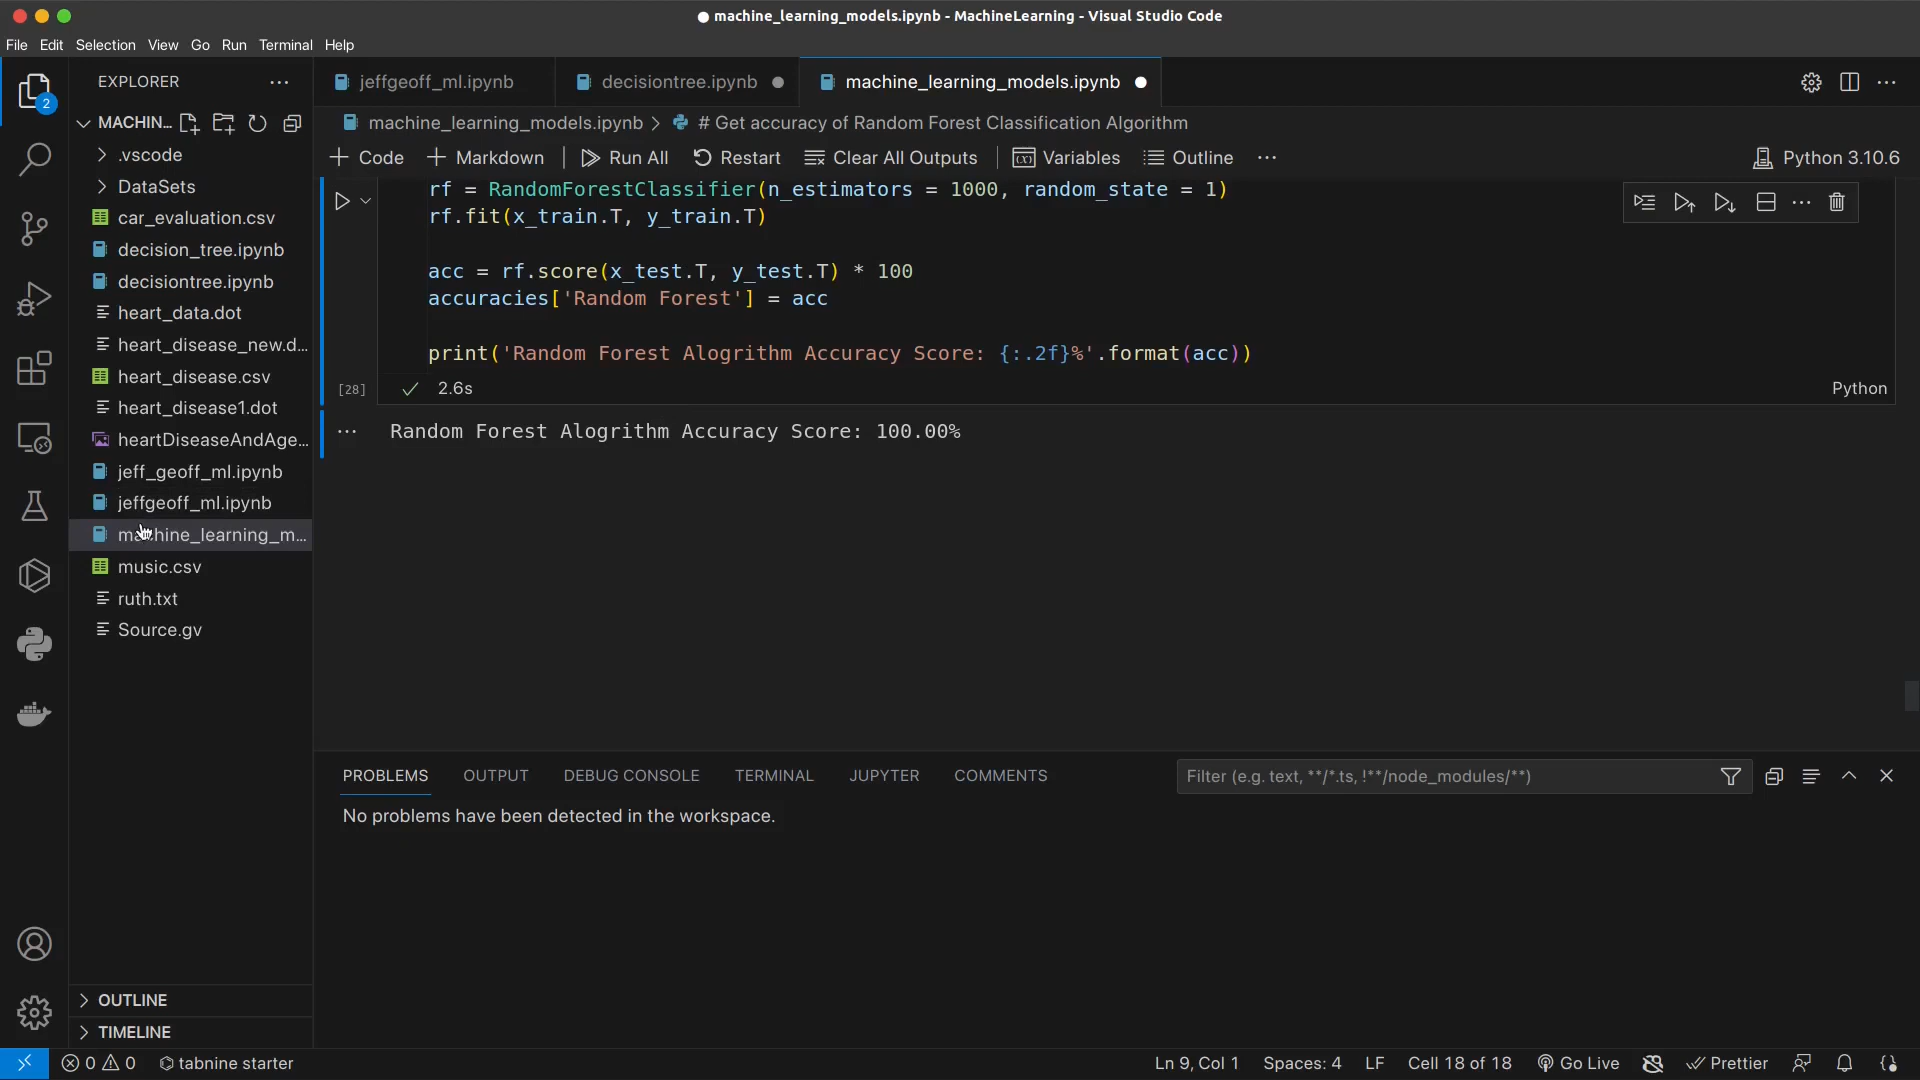 machine_learning_models.ipynb - MachineLearning - Visual Studio Code
File Edit Selection View Go Run Terminal Help
2
EXPLORER
MACHIN...
.vscode
DataSets
car_evaluation.csv
decision_tree.ipynb
decisiontree.ipynb
heart_data.dot
heart_disease_new.d...
heart_disease.csv
heart_disease1.dot
heartDiseaseAndAge...
jeff_geoff_ml.ipynb
jeffgeoff_ml.ipynb
machine_learning_m...
music.csv
ruth.txt
Source.gv
OUTLINE
TIMELINE
jeffgeoff_ml.ipynb decisiontree.ipynb machine_learning_models.ipynb
machine_learning_models.ipynb > # Get accuracy of Random Forest Classification Algorithm
+ Code + Markdown Run All Restart Clear All Outputs Variables Outline ... Python 3.10.6
rf = RandomForestClassifier(n_estimators = 1000, random_state = 1)
rf.fit(x_train.T, y_train.T)
acc = rf.score(x_test.T, y_test.T) * 100
accuracies['Random Forest'] = acc
print('Random Forest Alogrithm Accuracy Score: {:.2f}%'.format(acc))
[28] 2.6s Python
Random Forest Alogrithm Accuracy Score: 100.00%
PROBLEMS OUTPUT DEBUG CONSOLE TERMINAL JUPYTER COMMENTS Filter (e.g. text, **/*.ts, !**/node_modules/**)
No problems have been detected in the workspace.
0 0 tabnine starter Ln 9, Col 1 Spaces: 4 LF Cell 18 of 18 Go Live Prettier